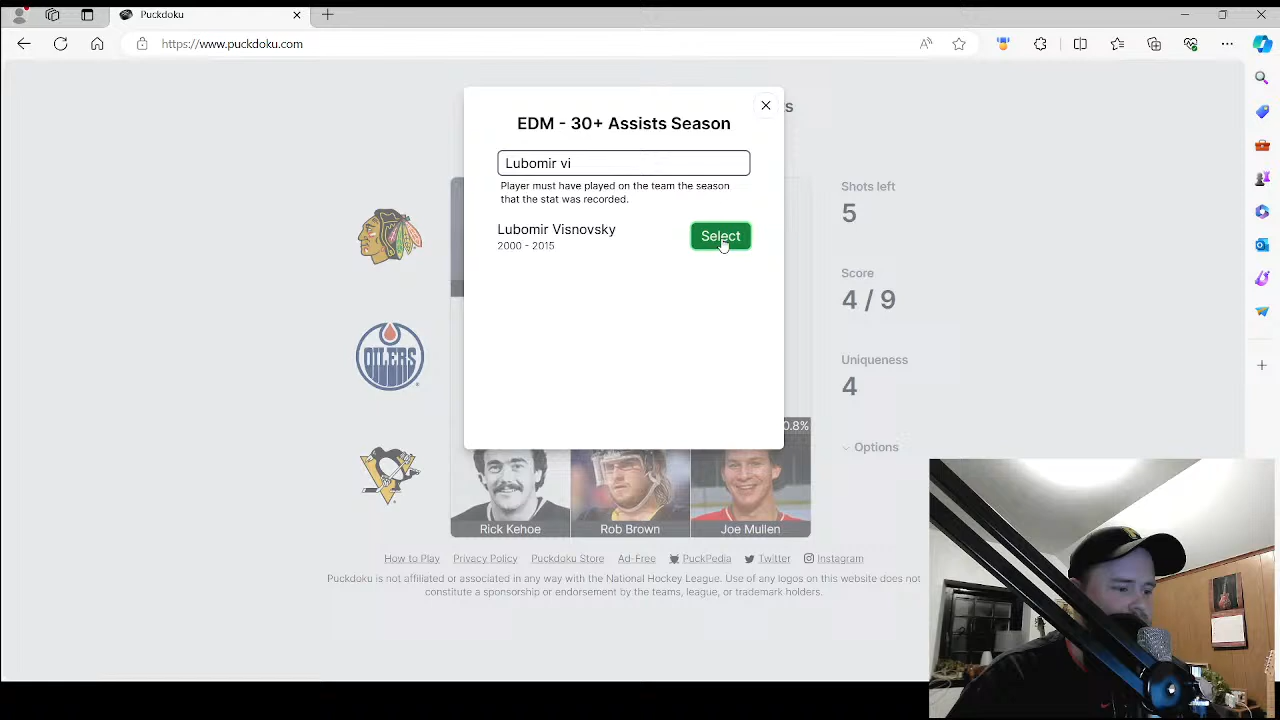 Puckdoku
https://www.puckdoku.com
s
EDM - 30+ Assists Season
Lubomir vi
Player must have played on the team the season
that the stat was recorded.
Lubomir Visnovsky
2000 - 2015
Select
Shots left
5
Score
4 / 9
Uniqueness
4
Options
OILERS
0.8%
Rick Kehoe
Rob Brown
Joe Mullen
How to Play Privacy Policy Puckdoku Store Ad-Free PuckPedia Twitter Instagram
Puckdoku is not affiliated or associated in any way with the National Hockey League. Use of any logos on this website does not
constitute a sponsorship or endorsement by the teams, league, or trademark holders.